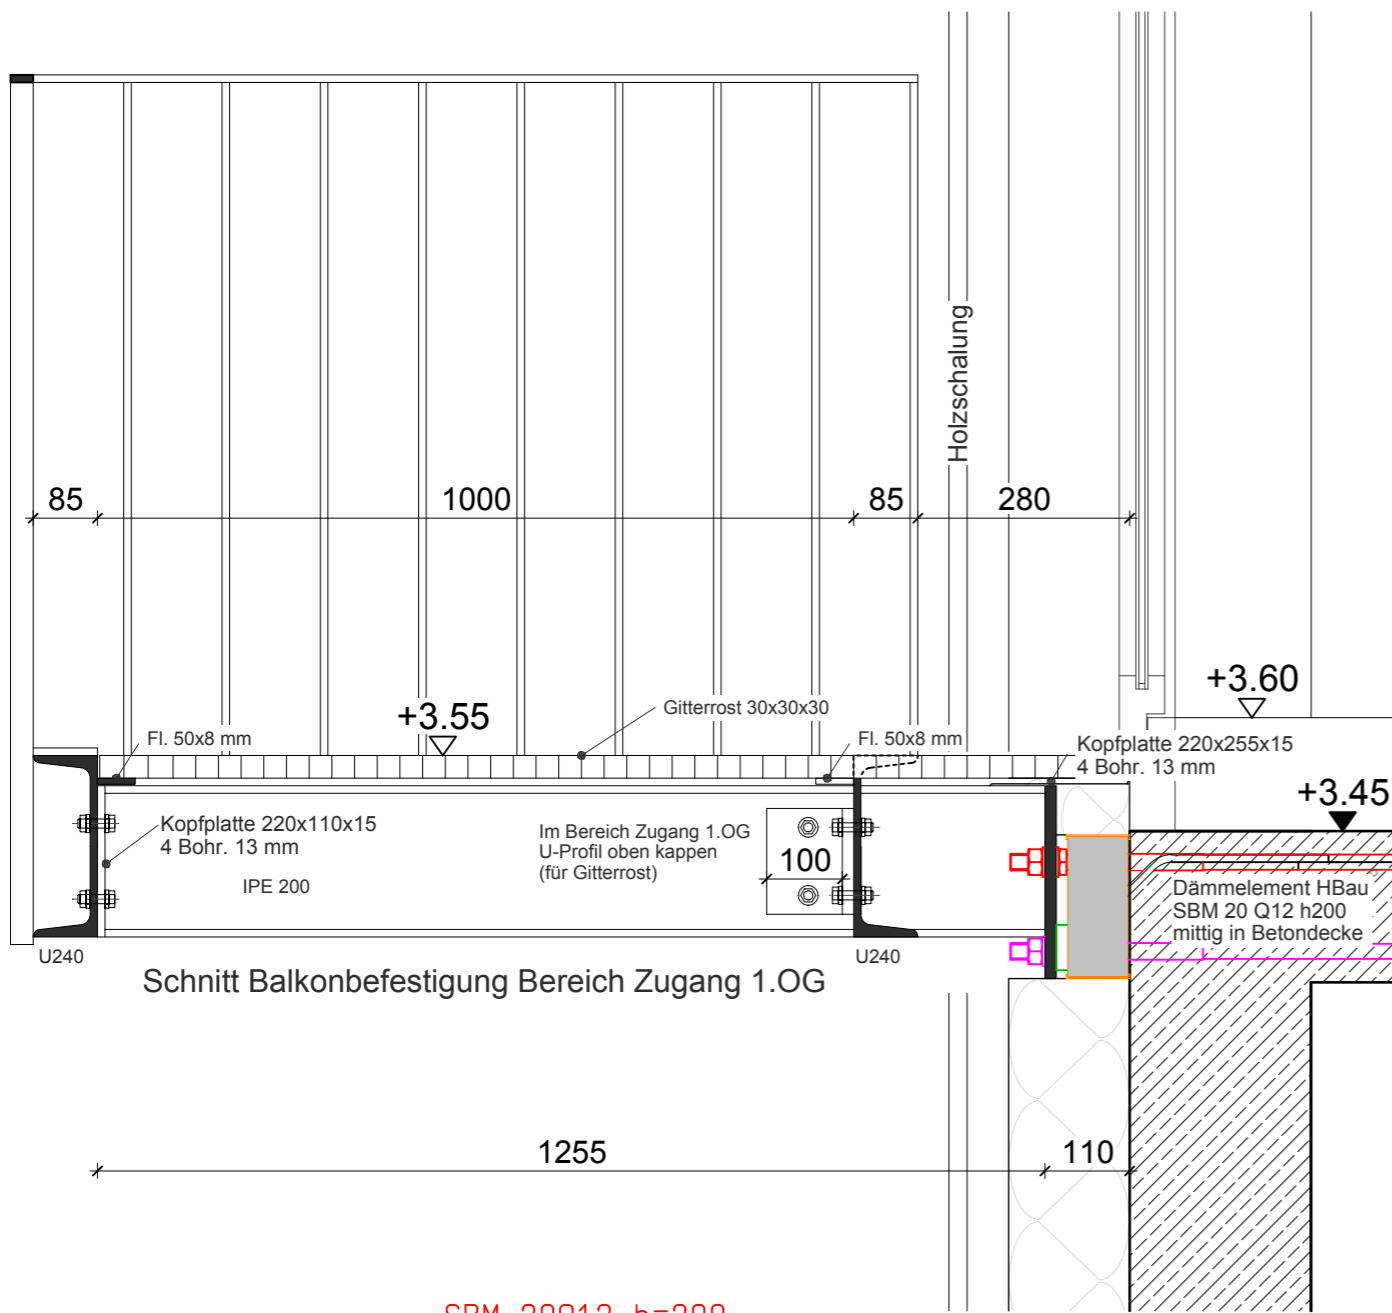 Holzschalung
85
1000
85
280
+3.60
+3.55
Gitterrost 30x30x30
Fl. 50x8 mm
Fl. 50x8 mm
Kopfplatte 220x255x15
4 Bohr. 13 mm
+3.45
Kopfplatte 220x110x15
4 Bohr. 13 mm
IPE 200
Im Bereich Zugang 1.OG
U-Profil oben kappen
(für Gitterrost)
100
Dämmelement HBau
SBM 20 Q12 h200
mittig in Betondecke
U240
U240
Schnitt Balkonbefestigung Bereich Zugang 1.OG
1255
110